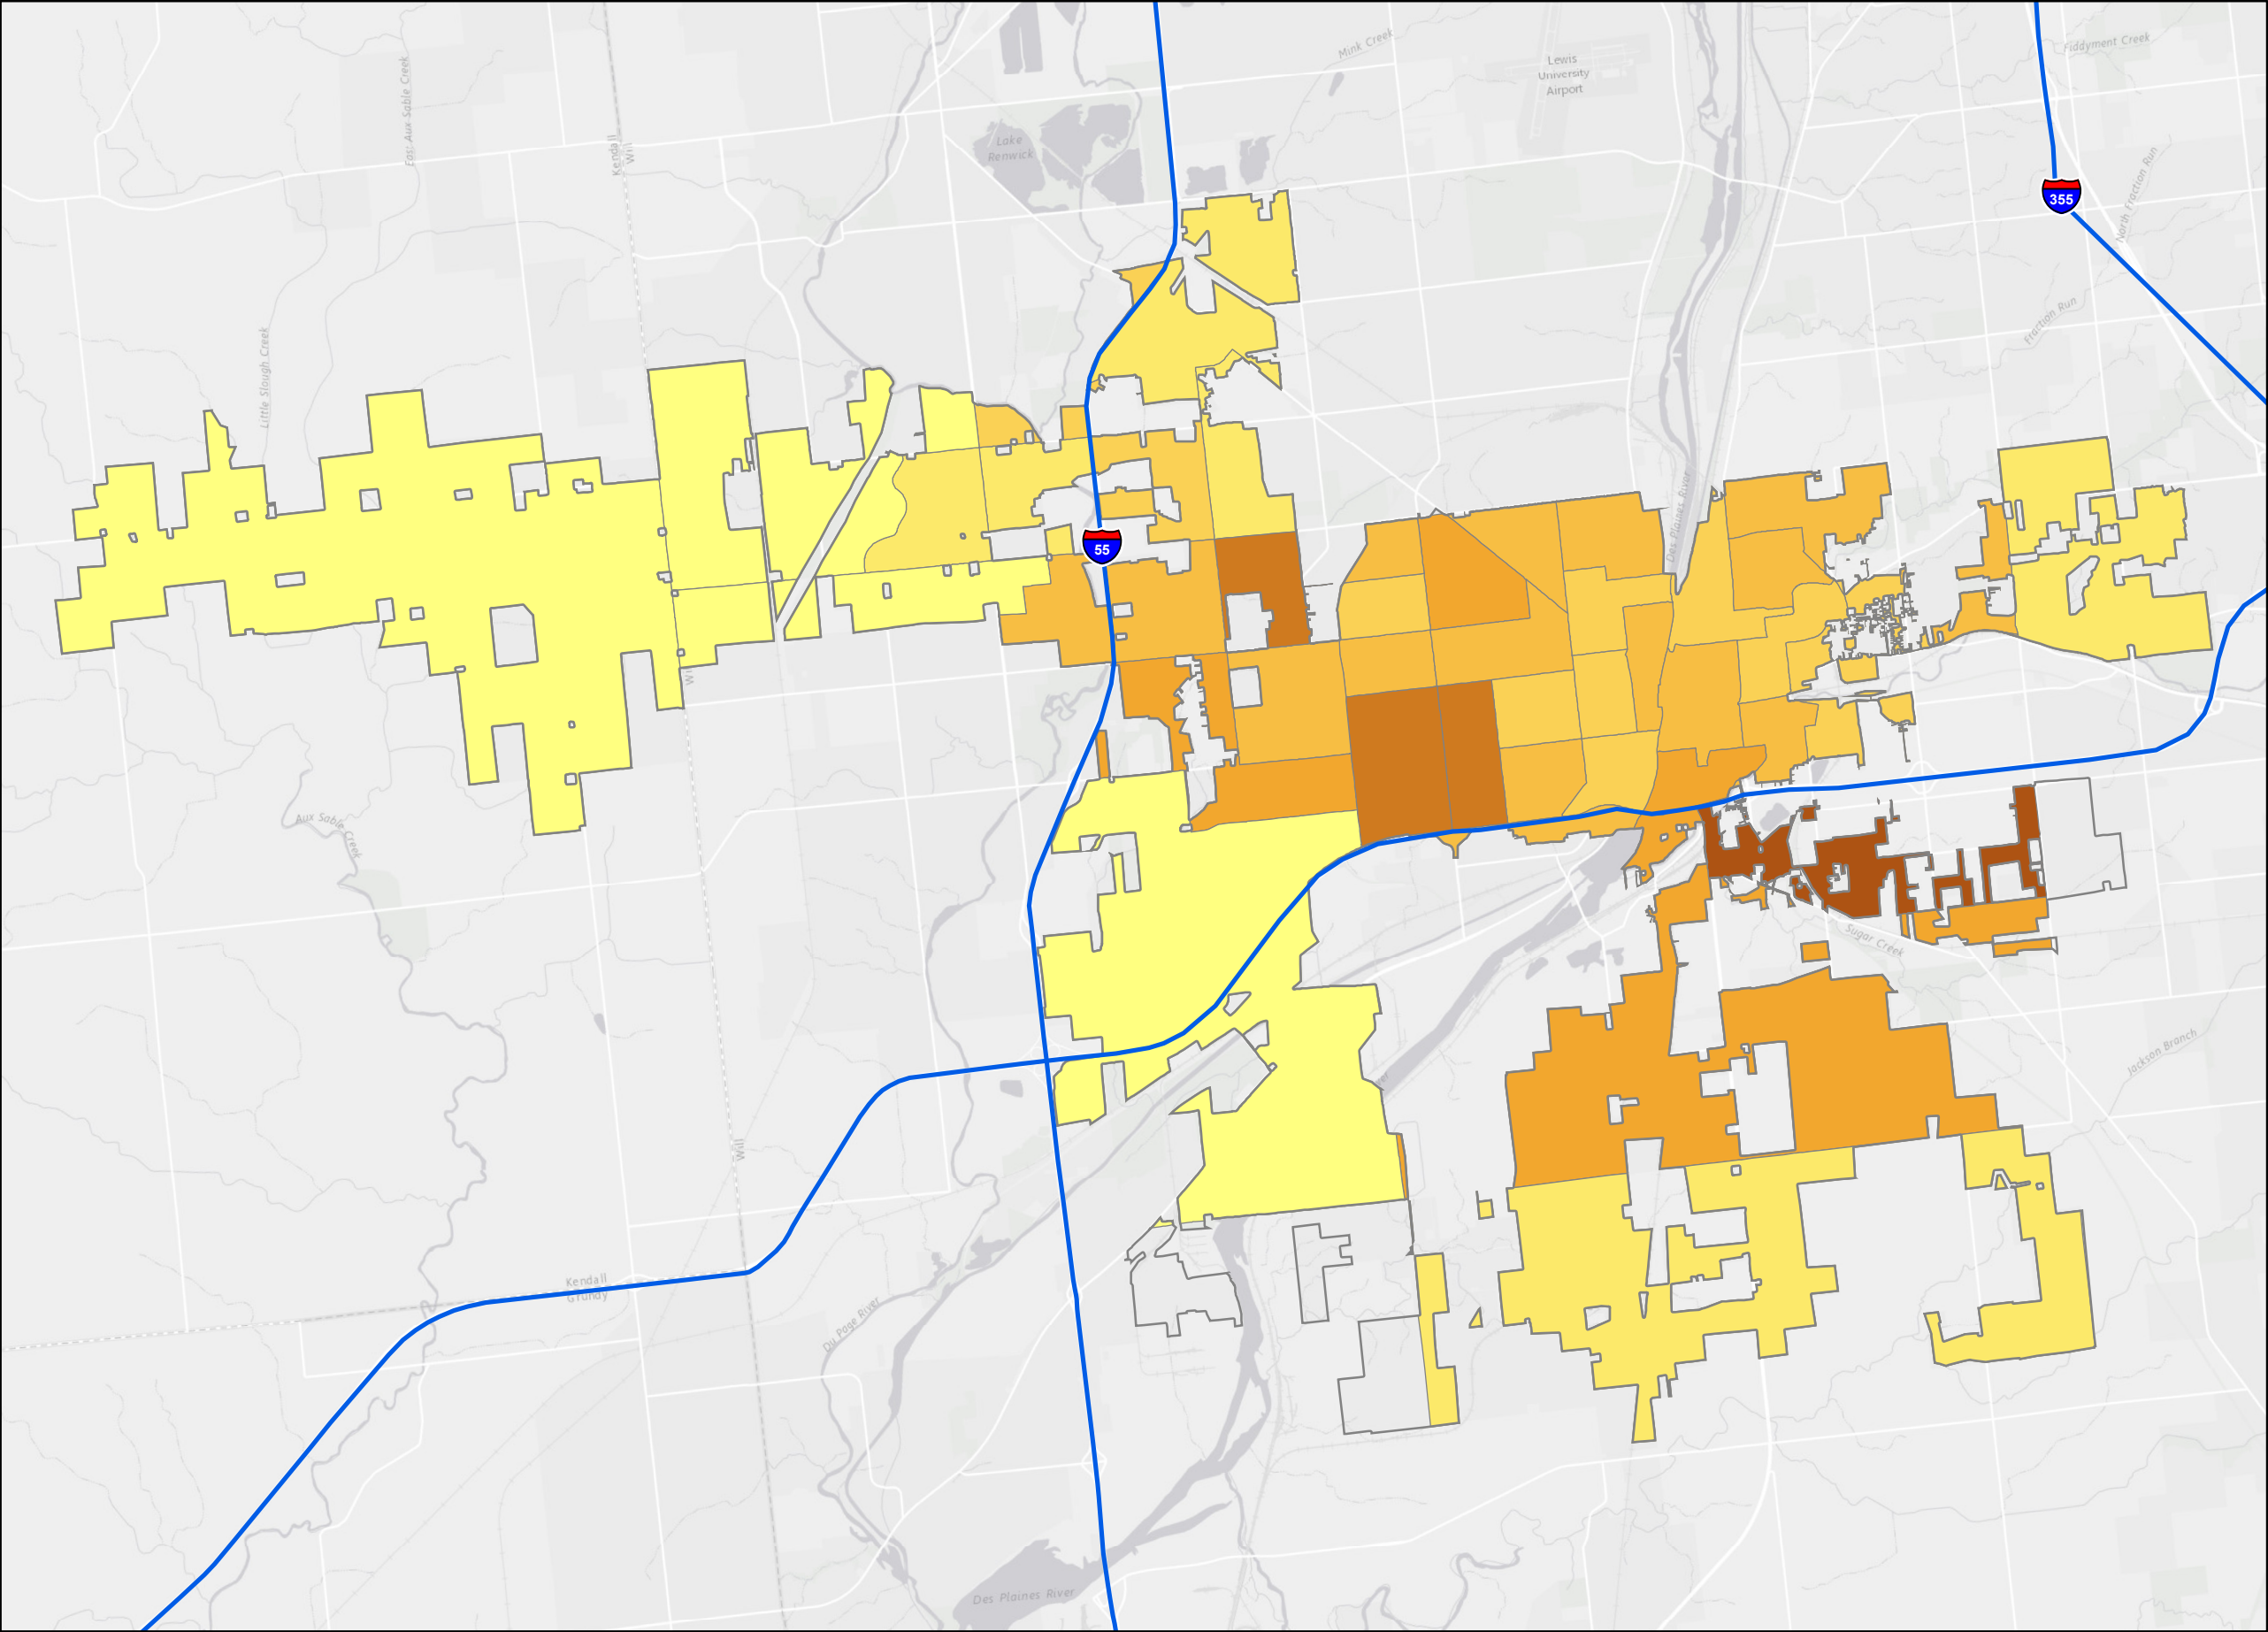 Mink Creek
Fiddyment Creek
Lewis
University
Airport
East Aux Sable Creek
Kendall
Will
Lake
Renwick
355
North Fraction Run
Fraction Run
Little Slough Creek
Des Plaines River
55
Will
Aux Sable Creek
Sugar Creek
Jackson Branch
Will
Kendall
Grundy
Du Page River
Des Plaines River